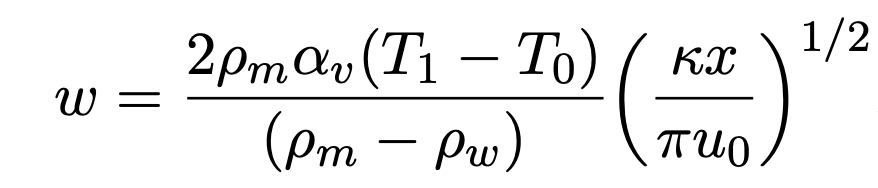 w = \frac{2\rho_m \alpha_v (T_1 - T_0)}{(\rho_m - \rho_w)} \left( \frac{\kappa x}{\pi u_0} \right)^{1/2}